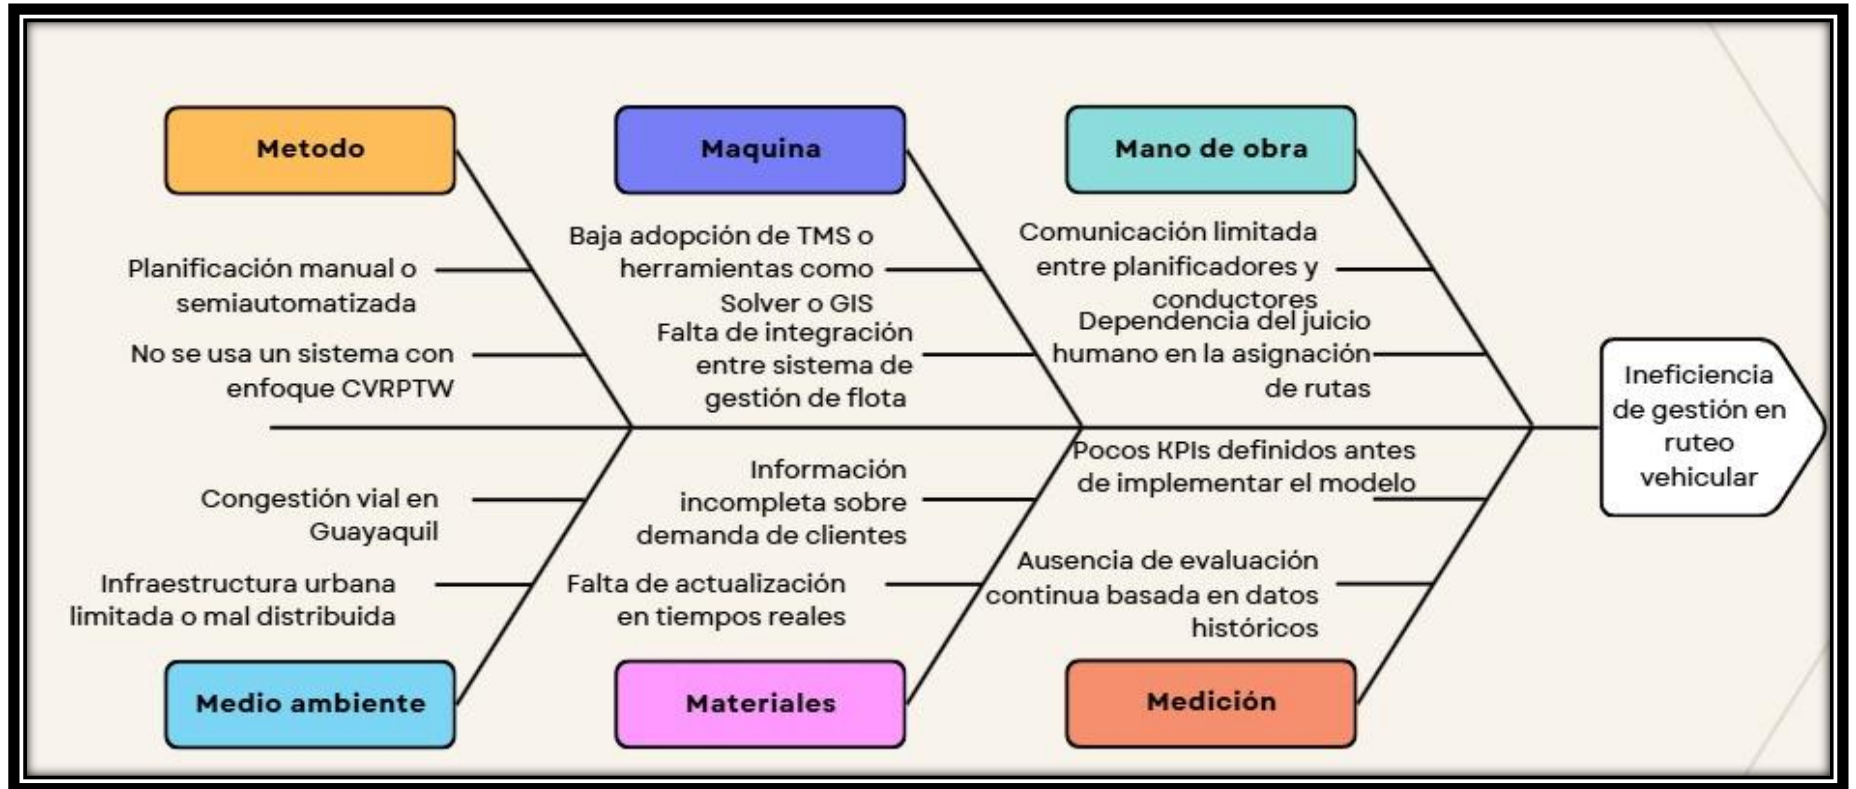 Metodo
Planificación manual o
semiautomatizada
No se usa un sistema con
enfoque CVRPTW
Maquina
Baja adopción de TMS o
herramientas como
Solver o GIS
Falta de integración
entre sistema de
gestión de flota
Mano de obra
Comunicación limitada
entre planificadores y
conductores
Dependencia del juicio
humano en la asignación
de rutas
Ineficiencia
de gestión en
ruteo
vehicular
Congestión vial en
Guayaquil
Infraestructura urbana
limitada o mal distribuida
Medio ambiente
Información
incompleta sobre
demanda de clientes
Falta de actualización
en tiempos reales
Materiales
Pocos KPIs definidos antes
de implementar el modelo
Ausencia de evaluación
continua basada en datos
históricos
Medición